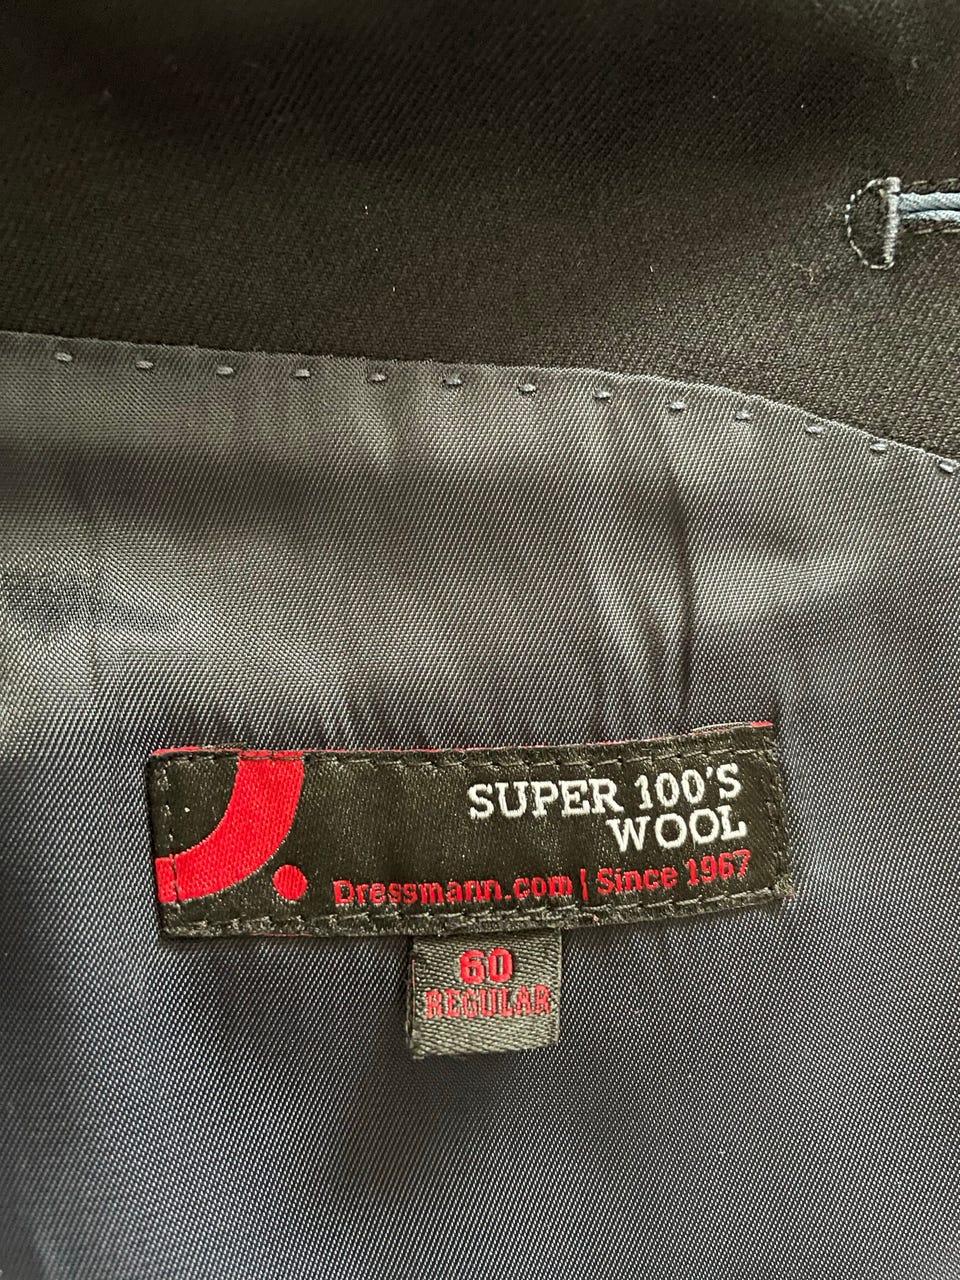 SUPER 100'S
WOOL
Dressmann.com | Since 1967
60
REGULAR